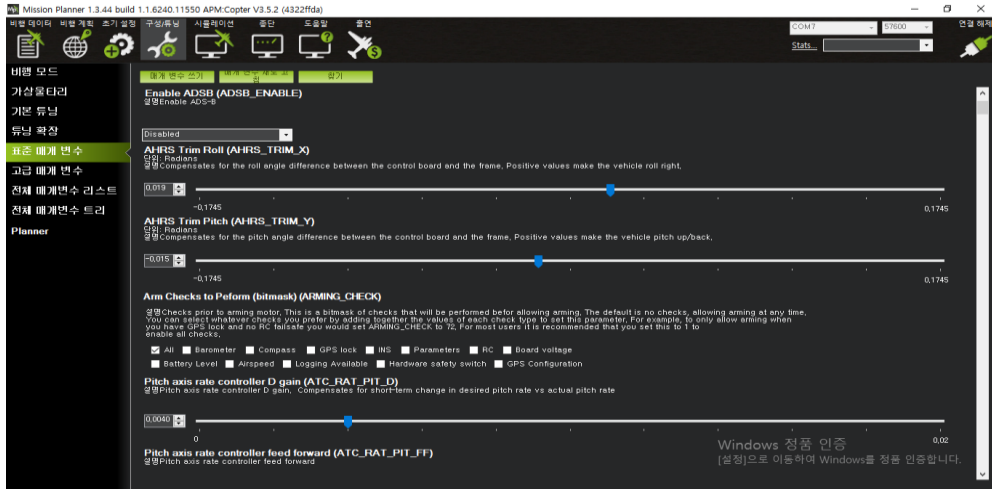 Mission Planner 1.3.44 build 1.1.6240.11550 APM:Copter V3.5.2 (4322ffda)
비행 데이터 비행 계획 초기 설정 구성/튜닝 시뮬레이션 중단 도움말 출연
COM7 57600 연결 해제
Stats...
비행 모드
가상울타리
기본 튜닝
튜닝 확장
표준 매개 변수
고급 매개 변수
전체 매개변수 리스트
전체 매개변수 트리
Planner
매개 변수 쓰기 매개 변수 새로 고침 찾기
Enable ADSB (ADSB_ENABLE)
설명Enable ADS-B
Disabled
AHRS Trim Roll (AHRS_TRIM_X)
단위: Radians
설명Compensates for the roll angle difference between the control board and the frame. Positive values make the vehicle roll right.
0,019
-0,1745 0,1745
AHRS Trim Pitch (AHRS_TRIM_Y)
단위: Radians
설명Compensates for the pitch angle difference between the control board and the frame. Positive values make the vehicle pitch up/back.
-0,015
-0,1745 0,1745
Arm Checks to Peform (bitmask) (ARMING_CHECK)
설명Checks prior to arming motor. This is a bitmask of checks that will be performed befor allowing arming. The default is no checks, allowing arming at any time.
You can select whatever checks you prefer by adding together the values of each check type to set this parameter. For example, to only allow arming when
you have GPS lock and no RC failsafe you would set ARMING_CHECK to 72. For most users it is recommended that you set this to 1 to
enable all checks.
All Barometer Compass GPS lock INS Parameters RC Board voltage
Battery Level Airspeed Logging Available Hardware safety switch GPS Configuration
Pitch axis rate controller D gain (ATC_RAT_PIT_D)
설명Pitch axis rate controller D gain. Compensates for short-term change in desired pitch rate vs actual pitch rate
0,0040
0 0,02
Pitch axis rate controller feed forward (ATC_RAT_PIT_FF)
설명Pitch axis rate controller feed forward
Windows 정품 인증
[설정]으로 이동하여 Windows를 정품 인증합니다.